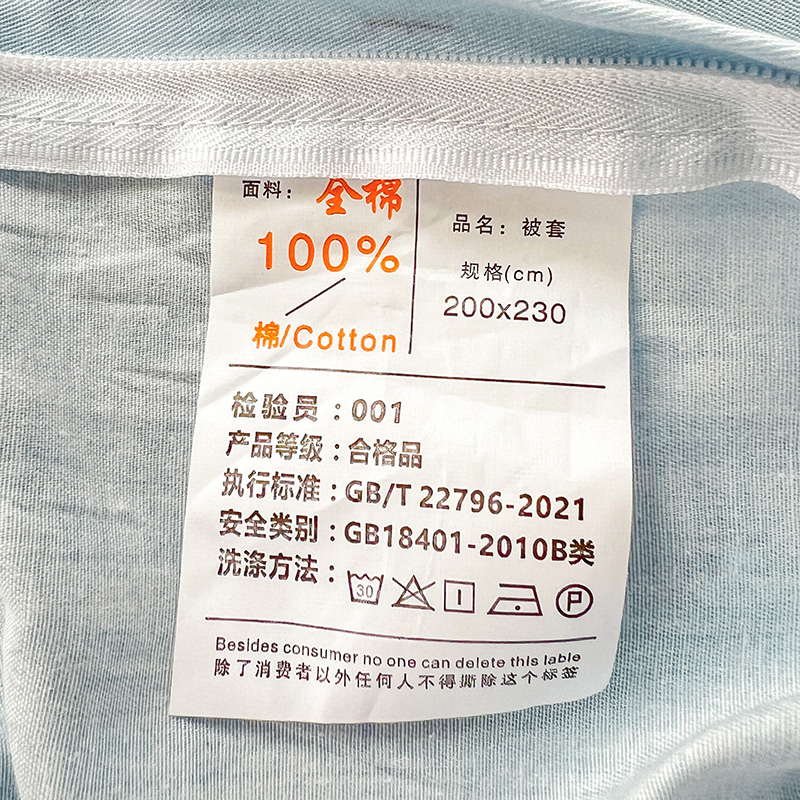 面料：全棉
100%
棉/Cotton
品名：被套
规格(cm)
200x230
检验员：001
产品等级：合格品
执行标准：GB/T 22796-2021
安全类别：GB18401-2010B类
洗涤方法：30 P
Besides consumer no one can delete this lable
除了消费者以外任何人不得撕除这个标签